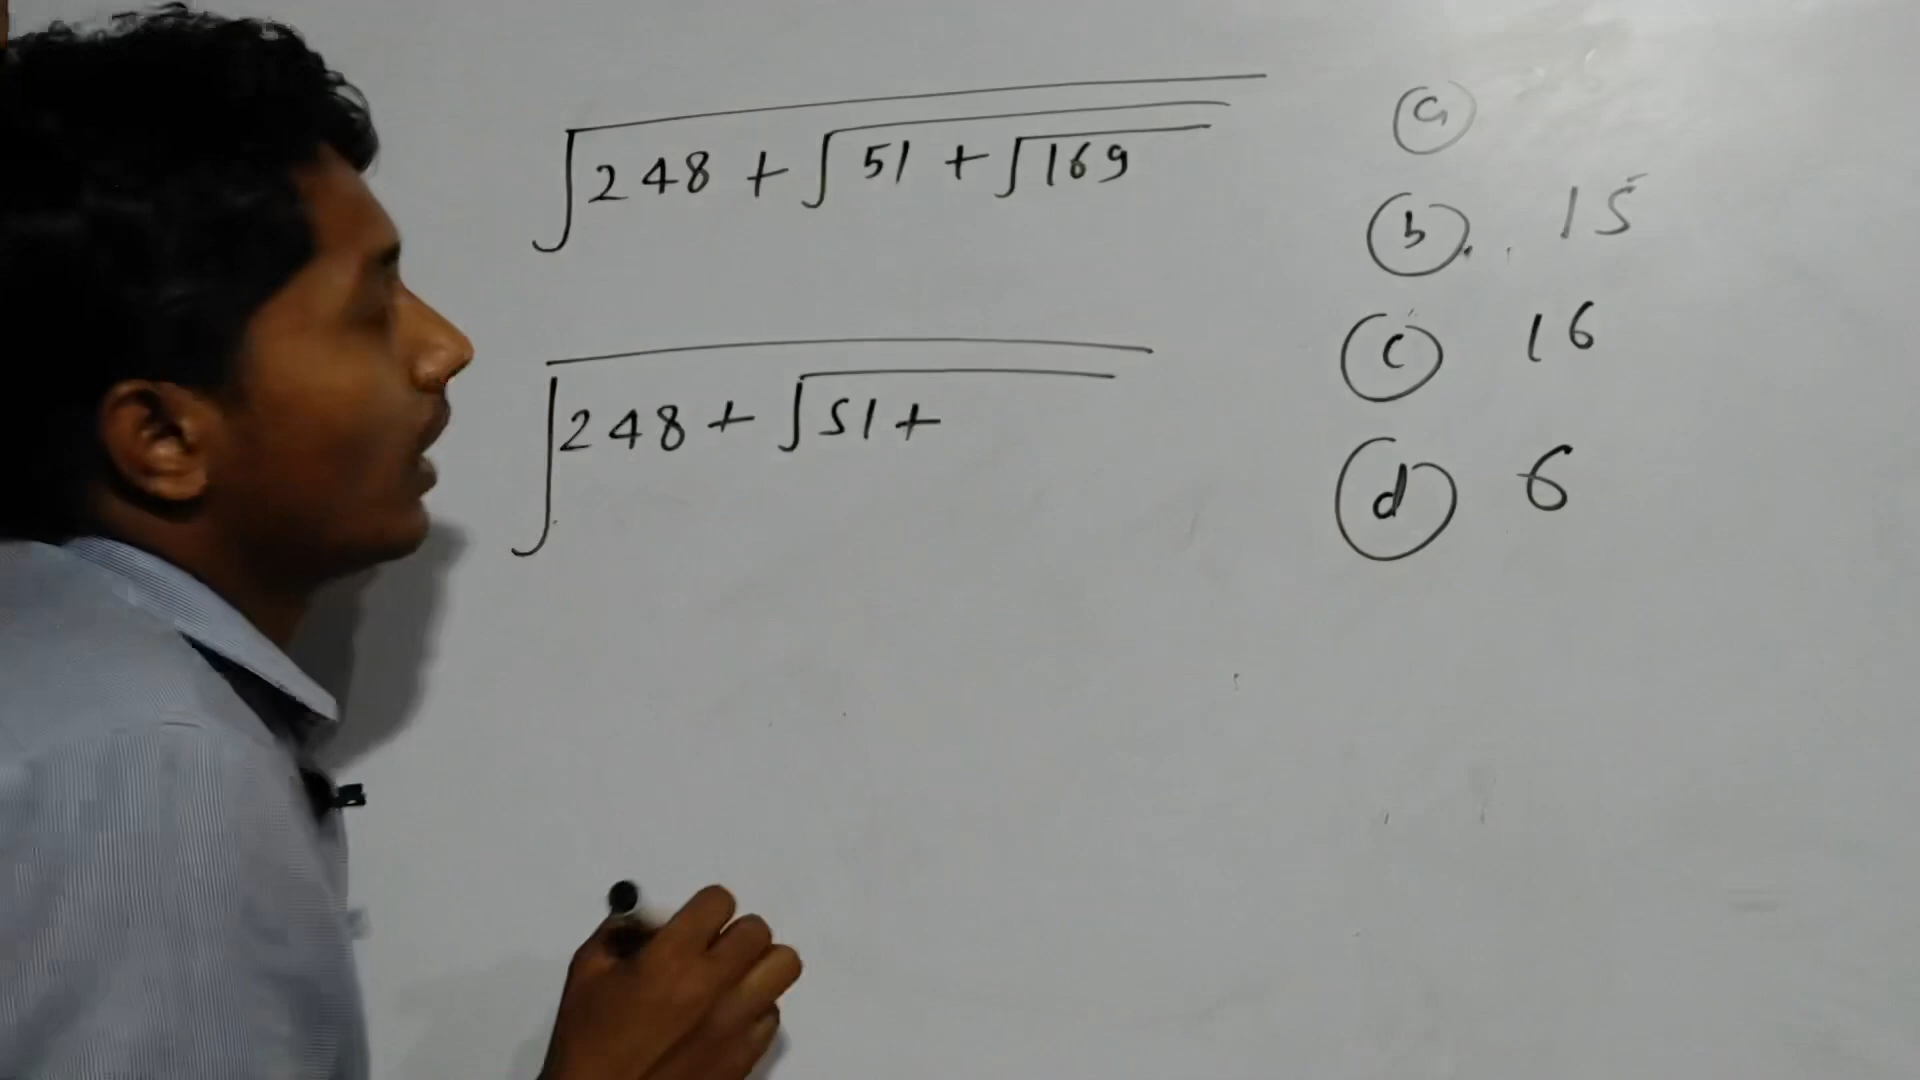 √248 + √51 + √169
√248 + √51 +
a
b 15
c 16
d 6